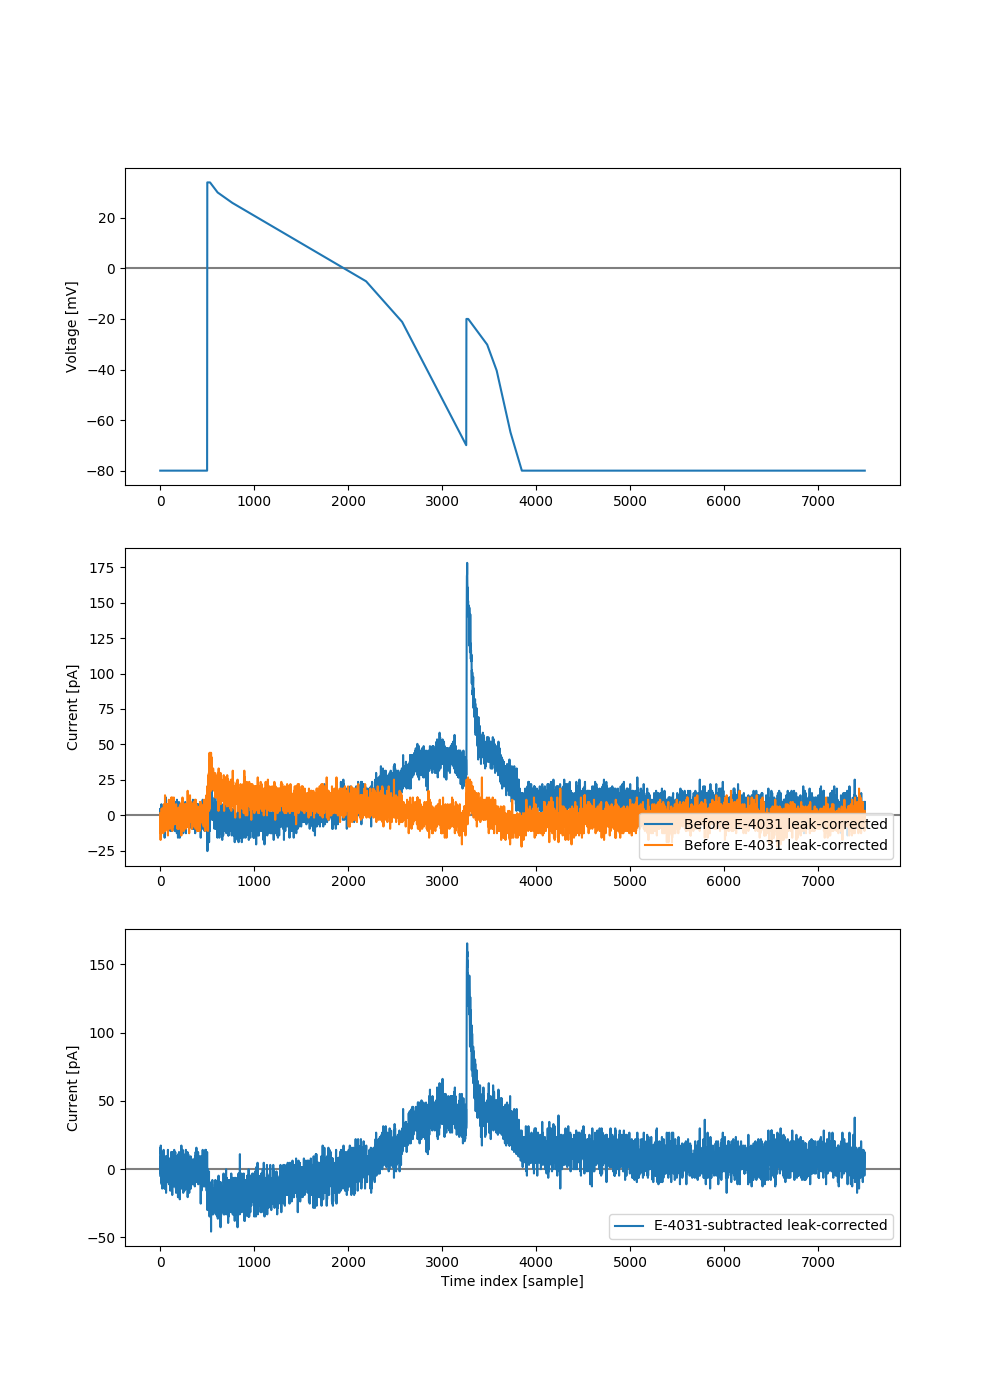 20
0
−20
−40
−60
−80
Voltage [mV]
0 1000 2000 3000 4000 5000 6000 7000
175
150
125
100
75
50
25
0
−25
Current [pA]
Before E-4031 leak-corrected
Before E-4031 leak-corrected
0 1000 2000 3000 4000 5000 6000 7000
150
100
50
0
−50
Current [pA]
E-4031-subtracted leak-corrected
0 1000 2000 3000 4000 5000 6000 7000
Time index [sample]